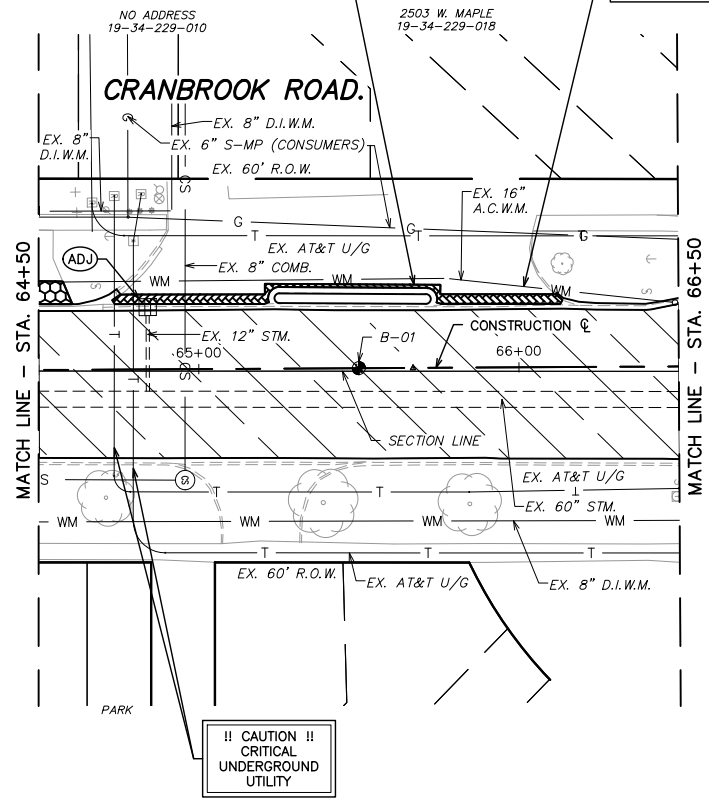 NO ADDRESS
19-34-229-010
2503 W. MAPLE
19-34-229-018
CRANBROOK ROAD.
EX. 8" D.I.W.M.
EX. 8"
D.I.W.M.
EX. 6" S-MP (CONSUMERS)
EX. 60' R.O.W.
CS
EX. 16"
A.C.W.M.
G
G
G
T
T
T
EX. AT&T U/G
ADJ
EX. 8" COMB.
WM
WM
WM
S
S
MATCH LINE - STA. 64+50
MATCH LINE - STA. 66+50
EX. 12" STM.
B-01
CONSTRUCTION ℄
65+00
66+00
T
T
CS
SECTION LINE
S
EX. AT&T U/G
T
T
T
EX. 60" STM.
WM
WM
WM
WM
T
T
T
EX. 60' R.O.W.
EX. AT&T U/G
EX. 8" D.I.W.M.
PARK
!! CAUTION !!
CRITICAL
UNDERGROUND
UTILITY